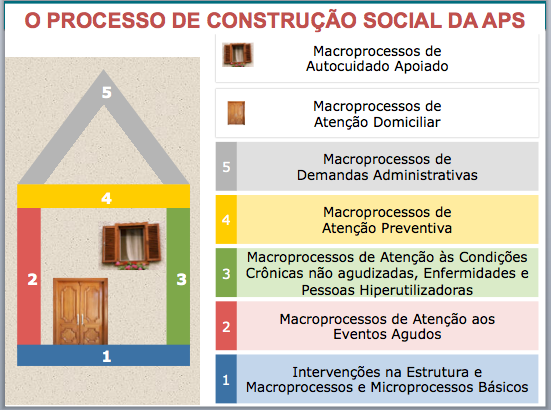 O PROCESSO DE CONSTRUÇÃO SOCIAL DA APS
Macroprocessos de
Autocuidado Apoiado
Macroprocessos de
Atenção Domiciliar
5
Macroprocessos de
Demandas Administrativas
4
Macroprocessos de
Atenção Preventiva
3
Macroprocessos de Atenção às Condições
Crônicas não agudizadas, Enfermidades e
Pessoas Hiperutilizadoras
2
Macroprocessos de Atenção aos
Eventos Agudos
1
Intervenções na Estrutura e
Macroprocessos e Microprocessos Básicos
5
4
2
3
1